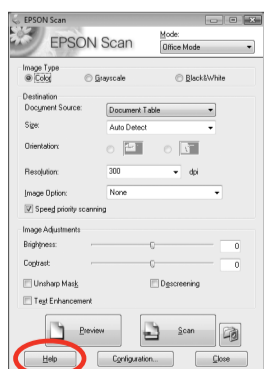 EPSON Scan
EPSON Scan
Mode:
Office Mode
Image Type
Color Grayscale Black&White
Destination
Document Source: Document Table
Size: Auto Detect
Orientation:
Resolution: 300 dpi
Image Option: None
Speed priority scanning
Image Adjustments
Brightness: 0
Contrast: 0
Unsharp Mask Descreening
Text Enhancement
Preview Scan
Help Configuration... Close